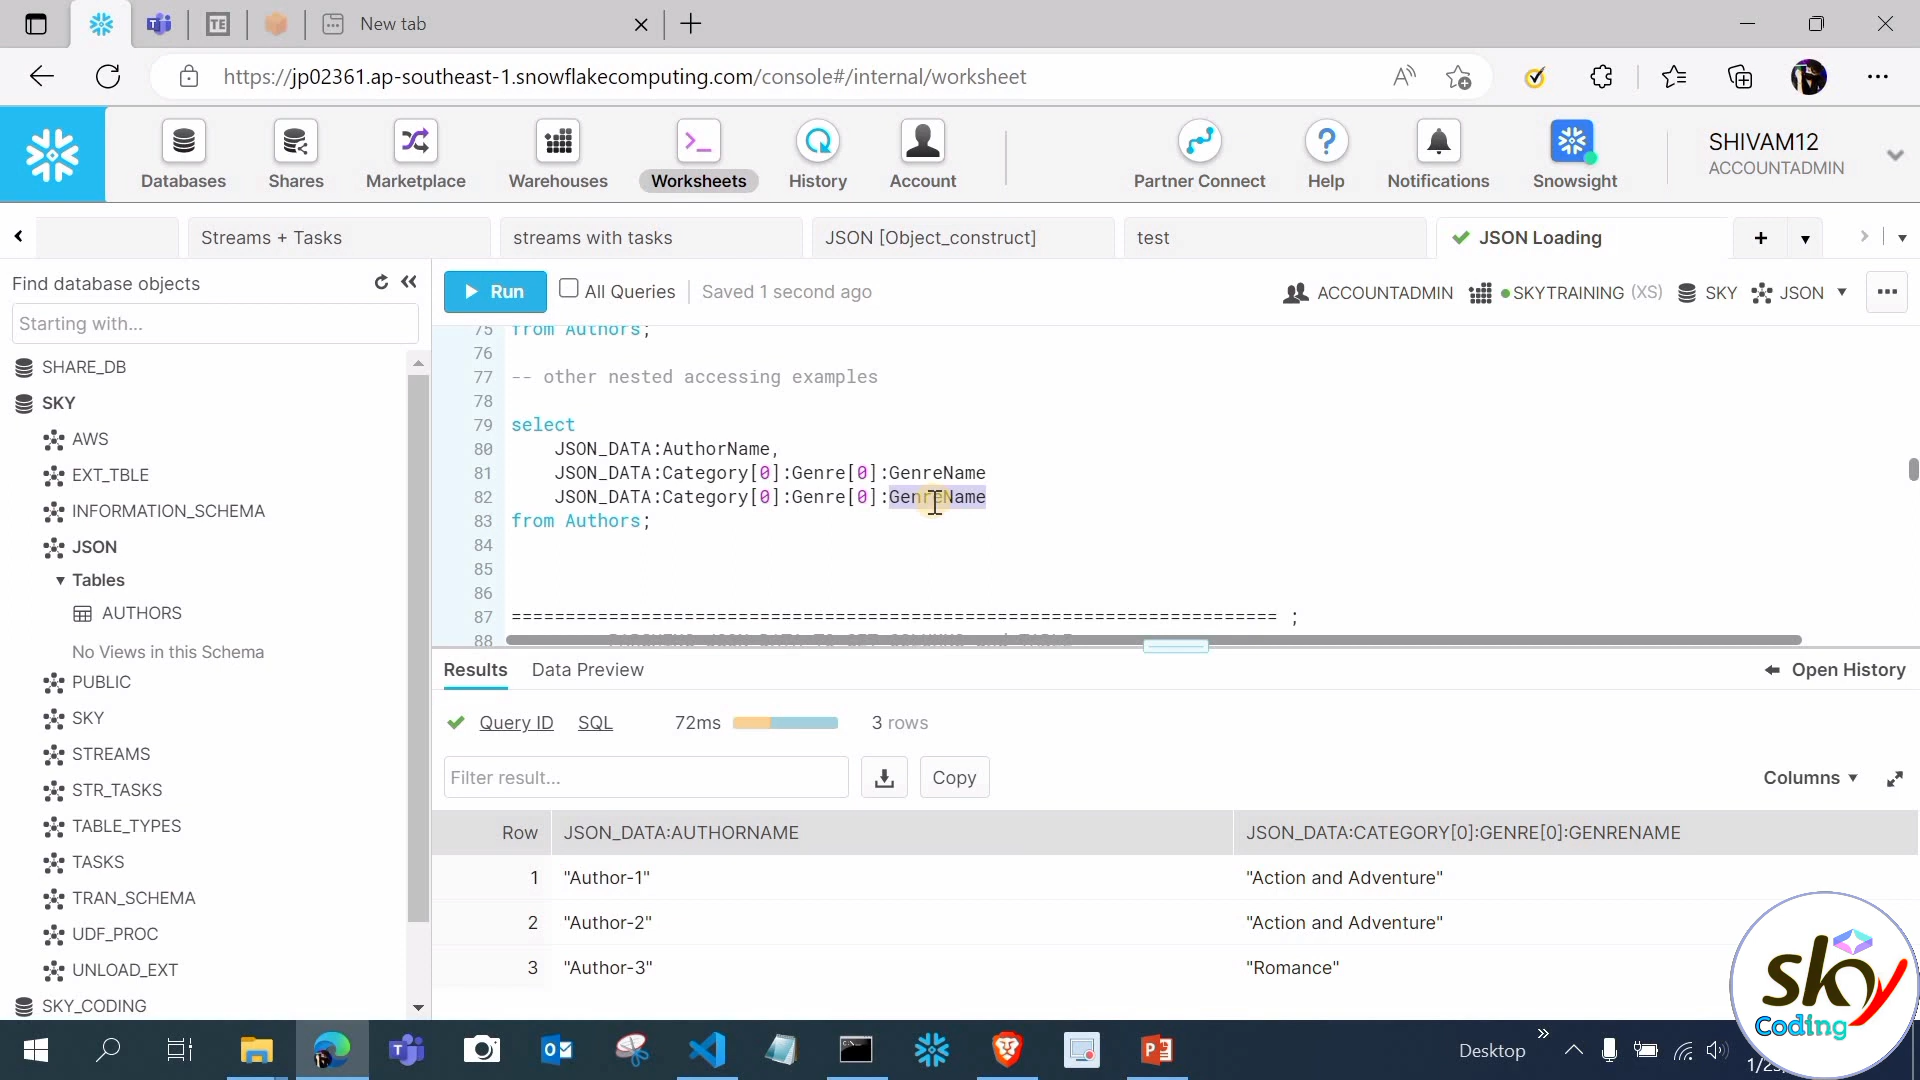 New tab
https://jp02361.ap-southeast-1.snowflakecomputing.com/console#/internal/worksheet
Databases
Shares
Marketplace
Warehouses
Worksheets
History
Account
Partner Connect
Help
Notifications
Snowsight
SHIVAM12
ACCOUNTADMIN
Streams + Tasks
streams with tasks
JSON [Object_construct]
test
JSON Loading
Find database objects
Starting with...
SHARE_DB
SKY
AWS
EXT_TBLE
INFORMATION_SCHEMA
JSON
Tables
AUTHORS
No Views in this Schema
PUBLIC
SKY
STREAMS
STR_TASKS
TABLE_TYPES
TASKS
TRAN_SCHEMA
UDF_PROC
UNLOAD_EXT
SKY_CODING
Run
All Queries
Saved 1 second ago
ACCOUNTADMIN
SKYTRAINING (XS)
SKY
JSON
75 from Authors;
76
77 -- other nested accessing examples
78
79 select
80 JSON_DATA:AuthorName,
81 JSON_DATA:Category[0]:Genre[0]:GenreName
82 JSON_DATA:Category[0]:Genre[0]:GenreName
83 from Authors;
84
85
86
87 ======================================================================= ;
88
Results
Data Preview
Open History
Query ID
SQL
72ms
3 rows
Filter result...
Copy
Columns
Row JSON_DATA:AUTHORNAME JSON_DATA:CATEGORY[0]:GENRE[0]:GENRENAME
1 "Author-1" "Action and Adventure"
2 "Author-2" "Action and Adventure"
3 "Author-3" "Romance"
sky
Coding
Desktop